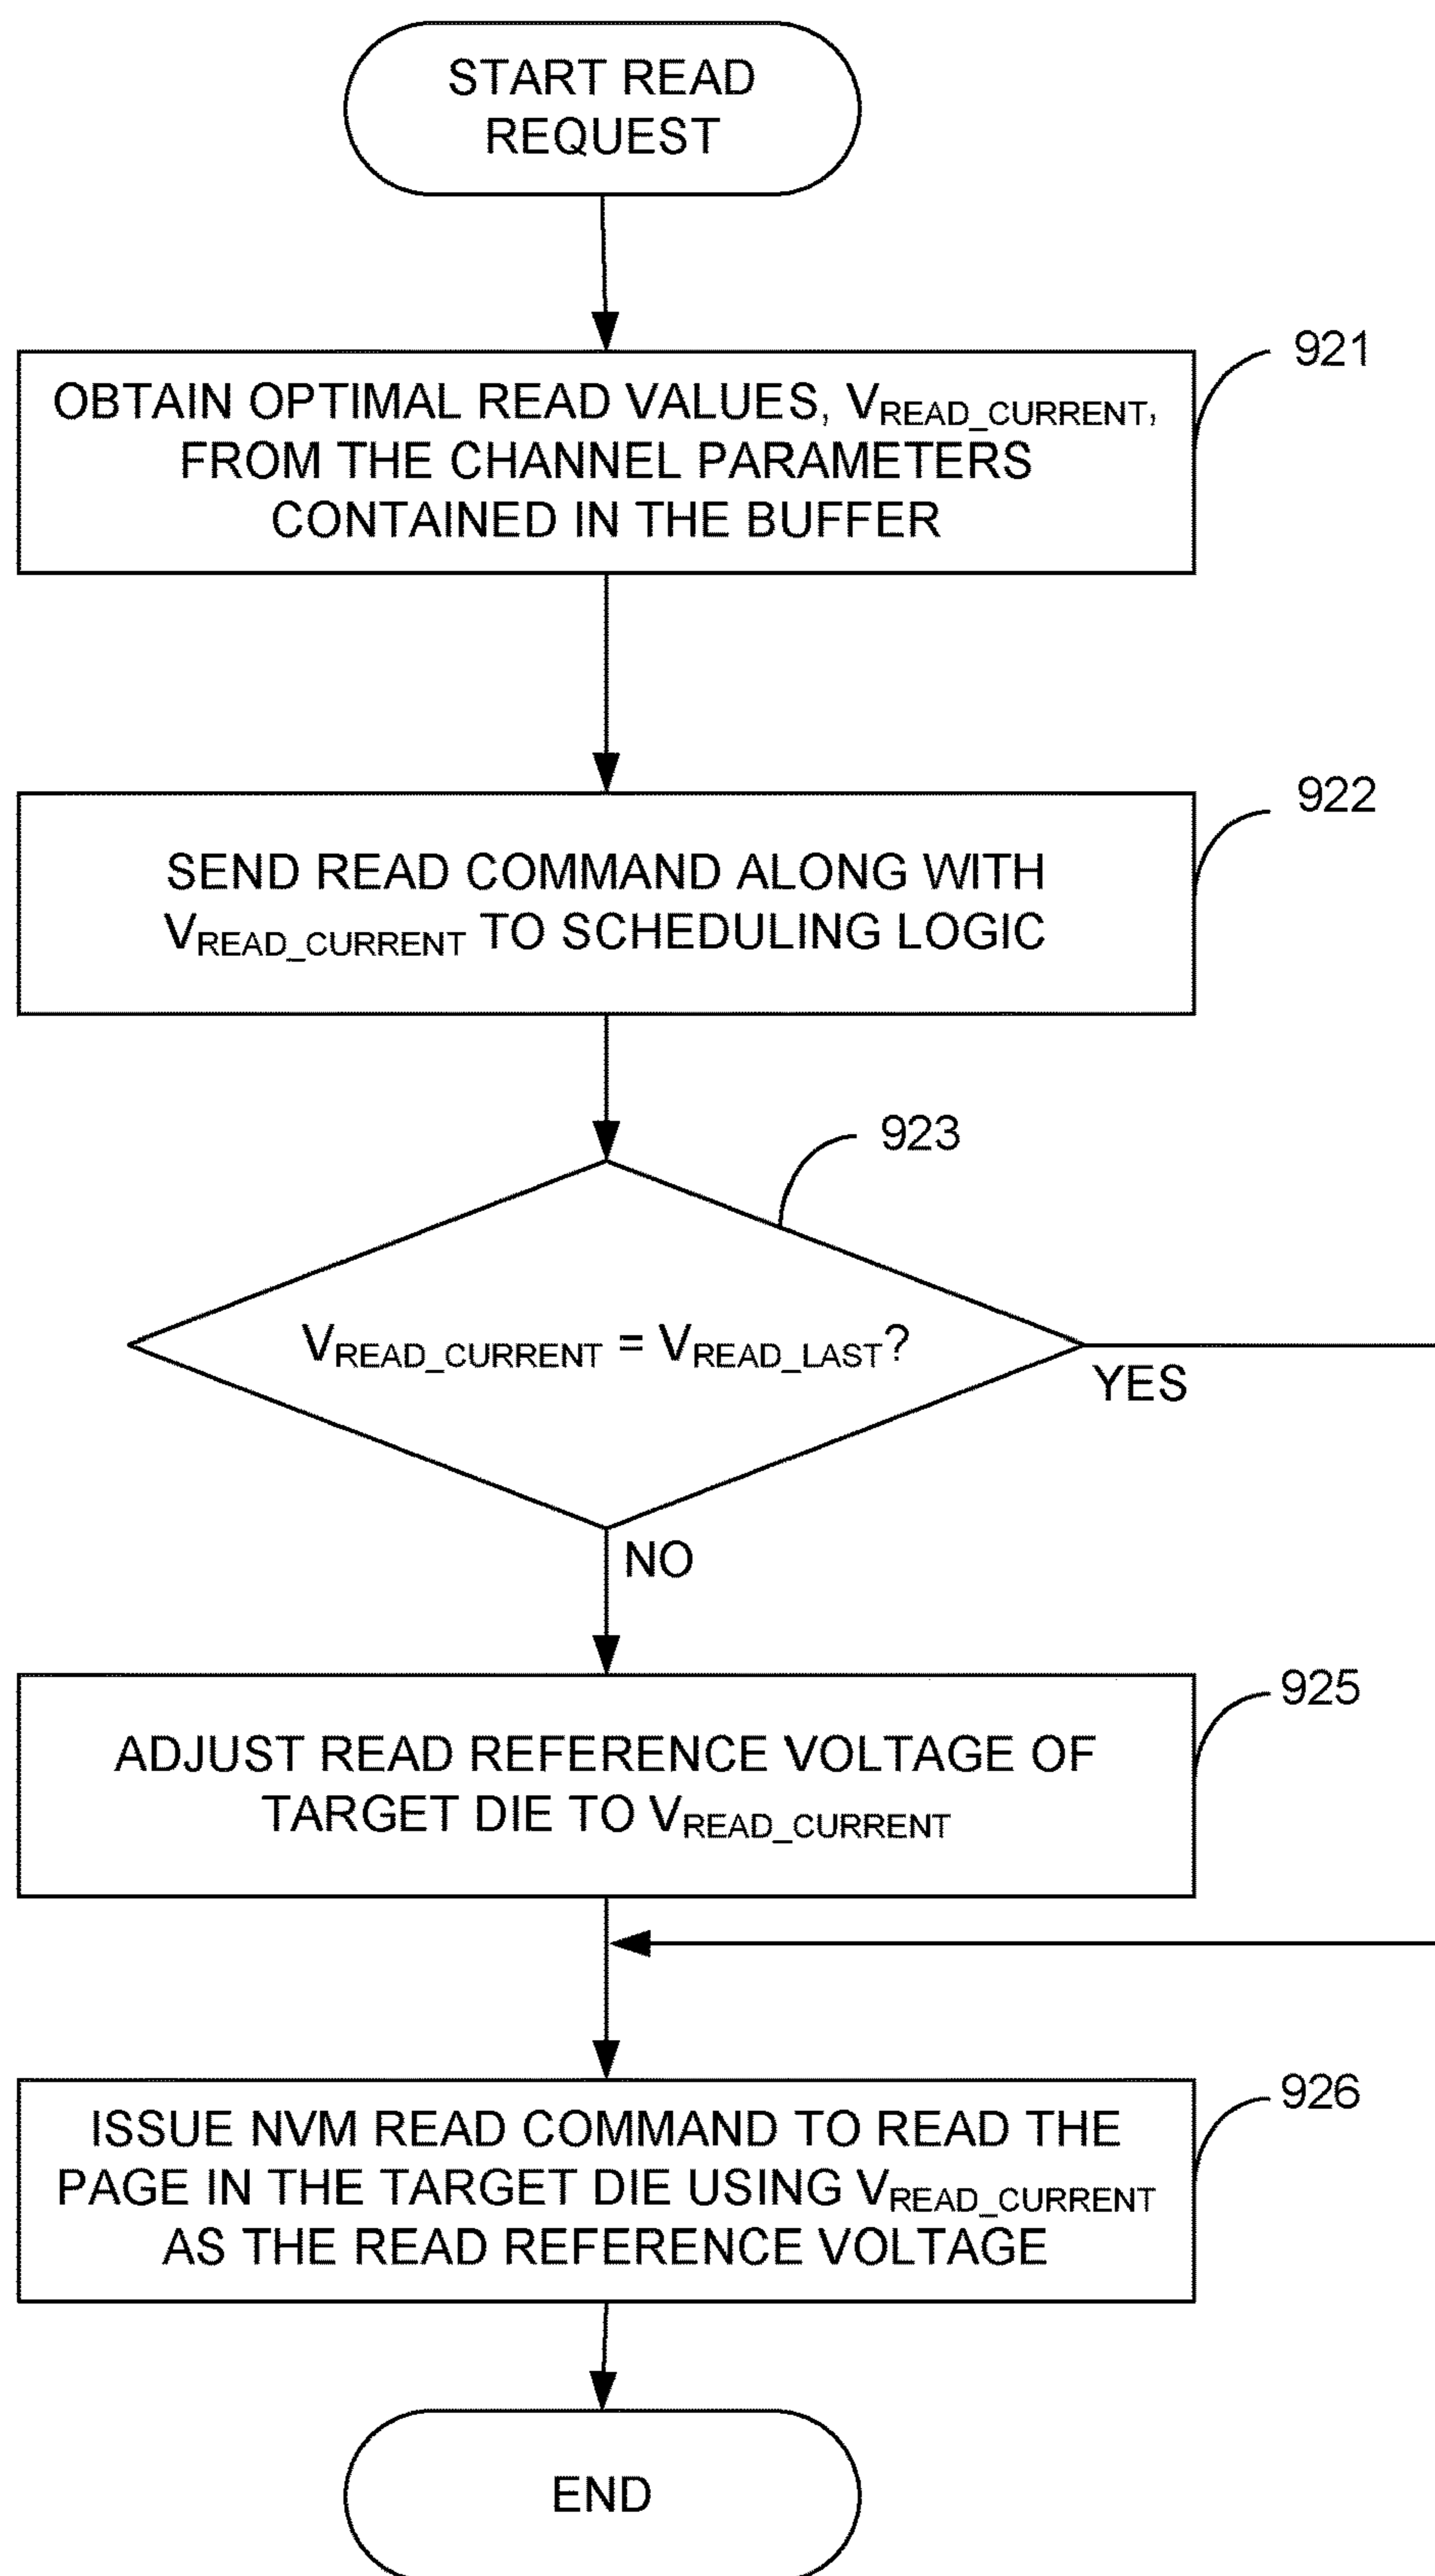 START READ
REQUEST
921
OBTAIN OPTIMAL READ VALUES, VREAD_CURRENT,
FROM THE CHANNEL PARAMETERS
CONTAINED IN THE BUFFER
922
SEND READ COMMAND ALONG WITH
VREAD_CURRENT TO SCHEDULING LOGIC
923
VREAD_CURRENT = VREAD_LAST?
YES
NO
925
ADJUST READ REFERENCE VOLTAGE OF
TARGET DIE TO VREAD_CURRENT
926
ISSUE NVM READ COMMAND TO READ THE
PAGE IN THE TARGET DIE USING VREAD_CURRENT
AS THE READ REFERENCE VOLTAGE
END